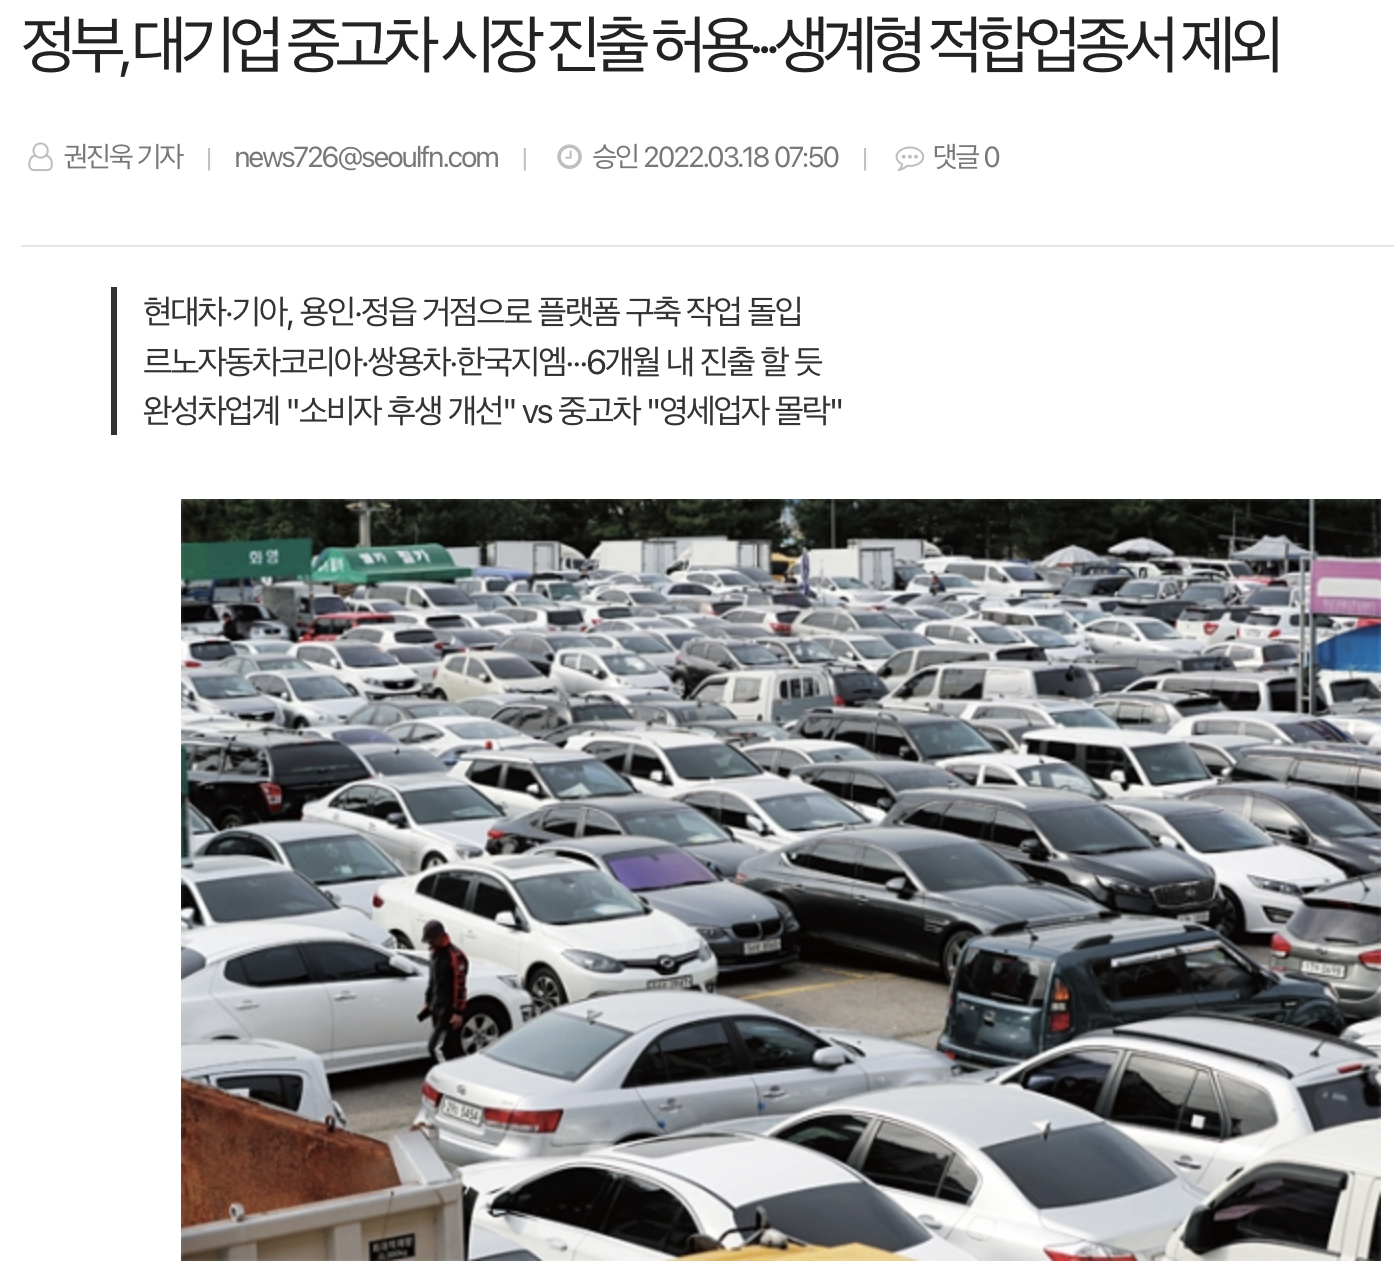 정부, 대기업 중고차 시장 진출 허용···생계형 적합업종서 제외
권진욱 기자 | news726@seoulfn.com | 승인 2022.03.18 07:50 | 댓글 0
현대차·기아, 용인·정읍 거점으로 플랫폼 구축 작업 돌입
르노자동차코리아·쌍용차·한국지엠···6개월 내 진출 할 듯
완성차업계 "소비자 후생 개선" vs 중고차 "영세업자 몰락"
화영